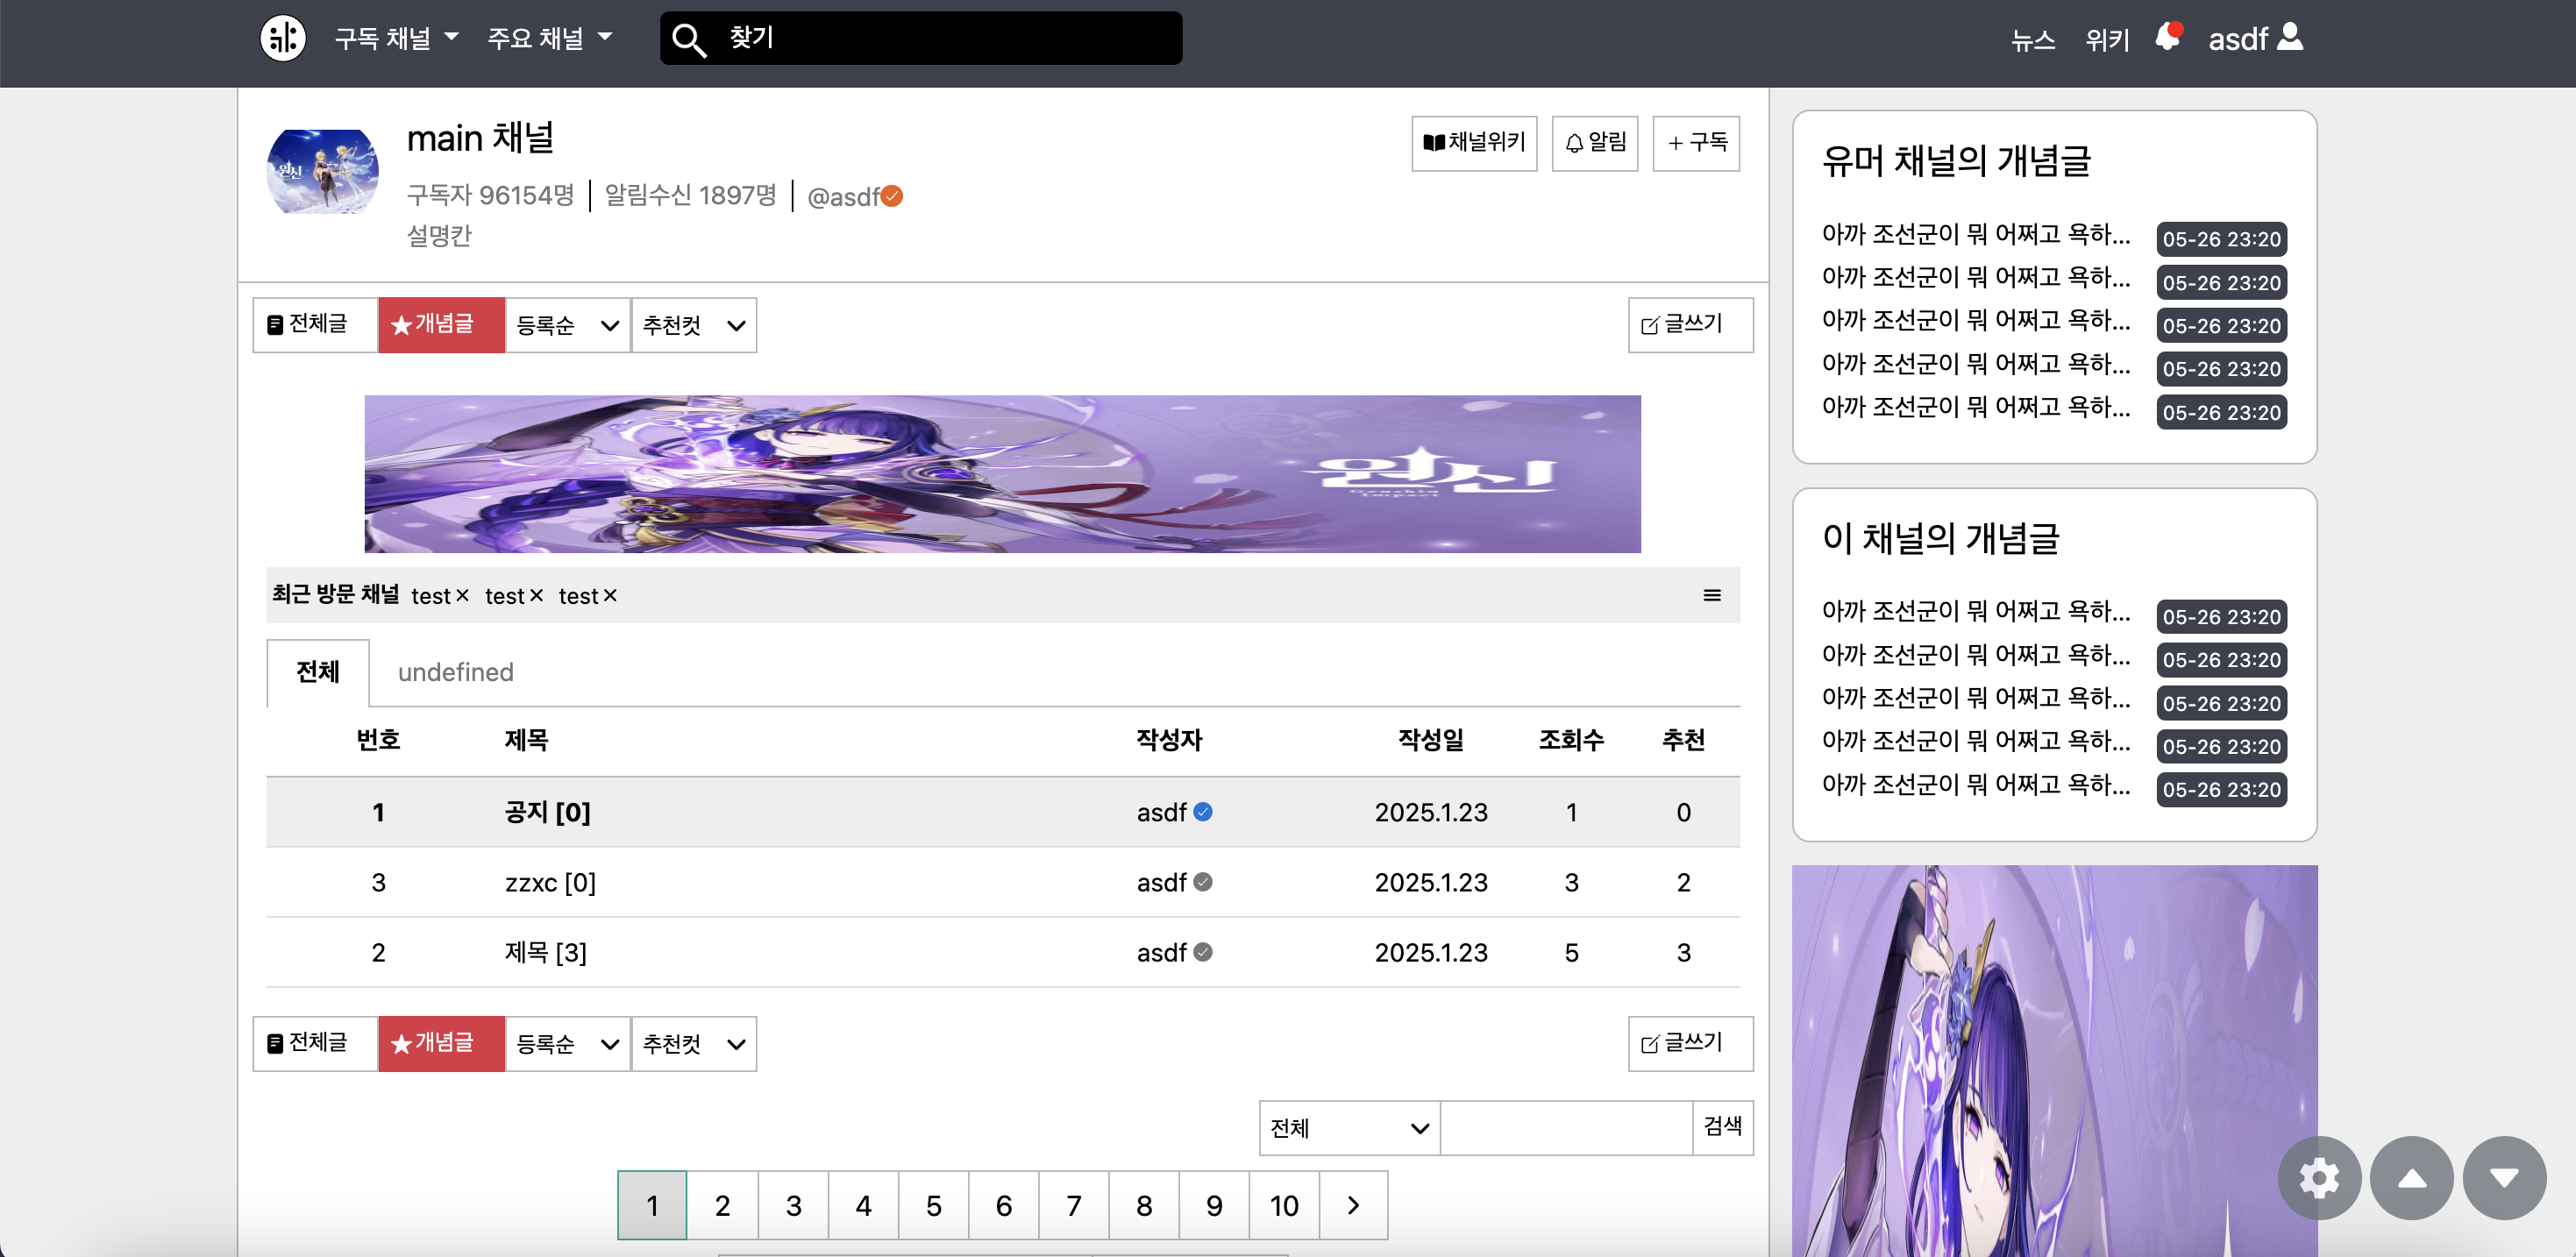 구독 채널 주요 채널 찾기 뉴스 위키 asdf
원신
main 채널 채널위키 알림 + 구독
구독자 96154명 알림수신 1897명 @asdf
설명칸
전체글 개념글 등록순 추천컷 글쓰기
원신
Genshin
Impact
최근 방문 채널 test× test× test×
전체 undefined
번호 제목 작성자 작성일 조회수 추천
1 공지 [0] asdf 2025.1.23 1 0
3 zzxc [0] asdf 2025.1.23 3 2
2 제목 [3] asdf 2025.1.23 5 3
전체글 개념글 등록순 추천컷 글쓰기
전체 검색
1 2 3 4 5 6 7 8 9 10 >
유머 채널의 개념글
아까 조선군이 뭐 어쩌고 욕하... 05-26 23:20
아까 조선군이 뭐 어쩌고 욕하... 05-26 23:20
아까 조선군이 뭐 어쩌고 욕하... 05-26 23:20
아까 조선군이 뭐 어쩌고 욕하... 05-26 23:20
아까 조선군이 뭐 어쩌고 욕하... 05-26 23:20
이 채널의 개념글
아까 조선군이 뭐 어쩌고 욕하... 05-26 23:20
아까 조선군이 뭐 어쩌고 욕하... 05-26 23:20
아까 조선군이 뭐 어쩌고 욕하... 05-26 23:20
아까 조선군이 뭐 어쩌고 욕하... 05-26 23:20
아까 조선군이 뭐 어쩌고 욕하... 05-26 23:20